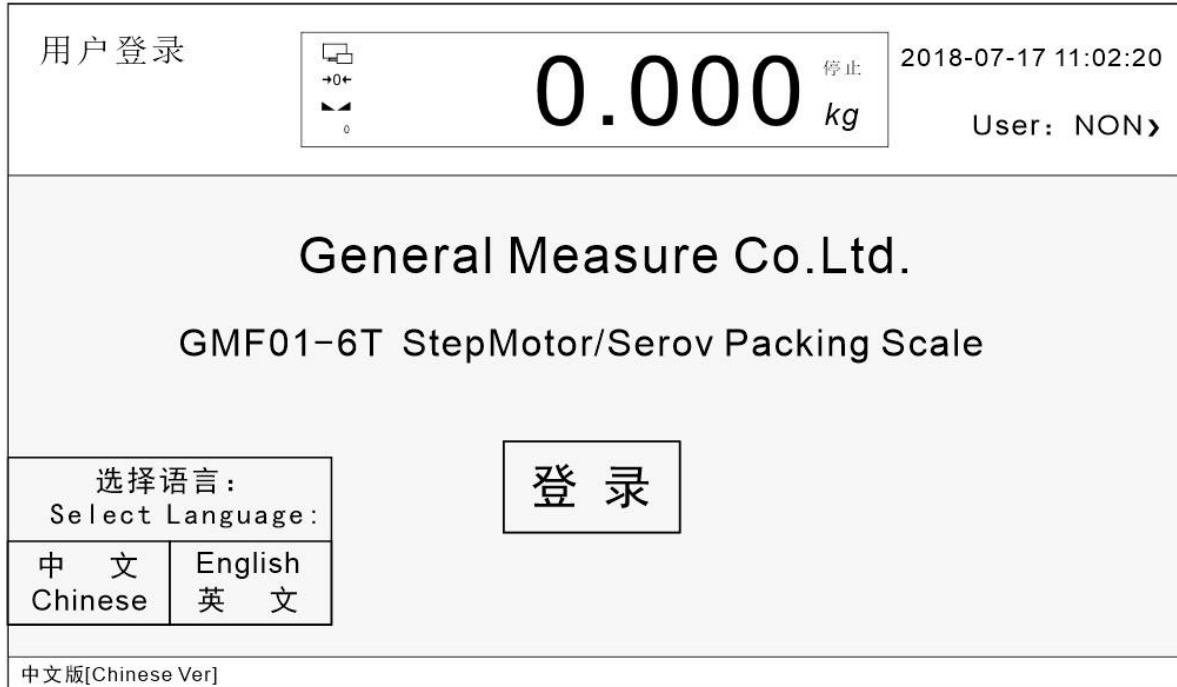 用户登录
→0←
0
0.000
停止
kg
2018-07-17 11:02:20
User：NON›
General Measure Co.Ltd.
GMF01-6T StepMotor/Serov Packing Scale
登 录
选择语言：
Select Language:
中 文
Chinese
English
英 文
中文版[Chinese Ver]